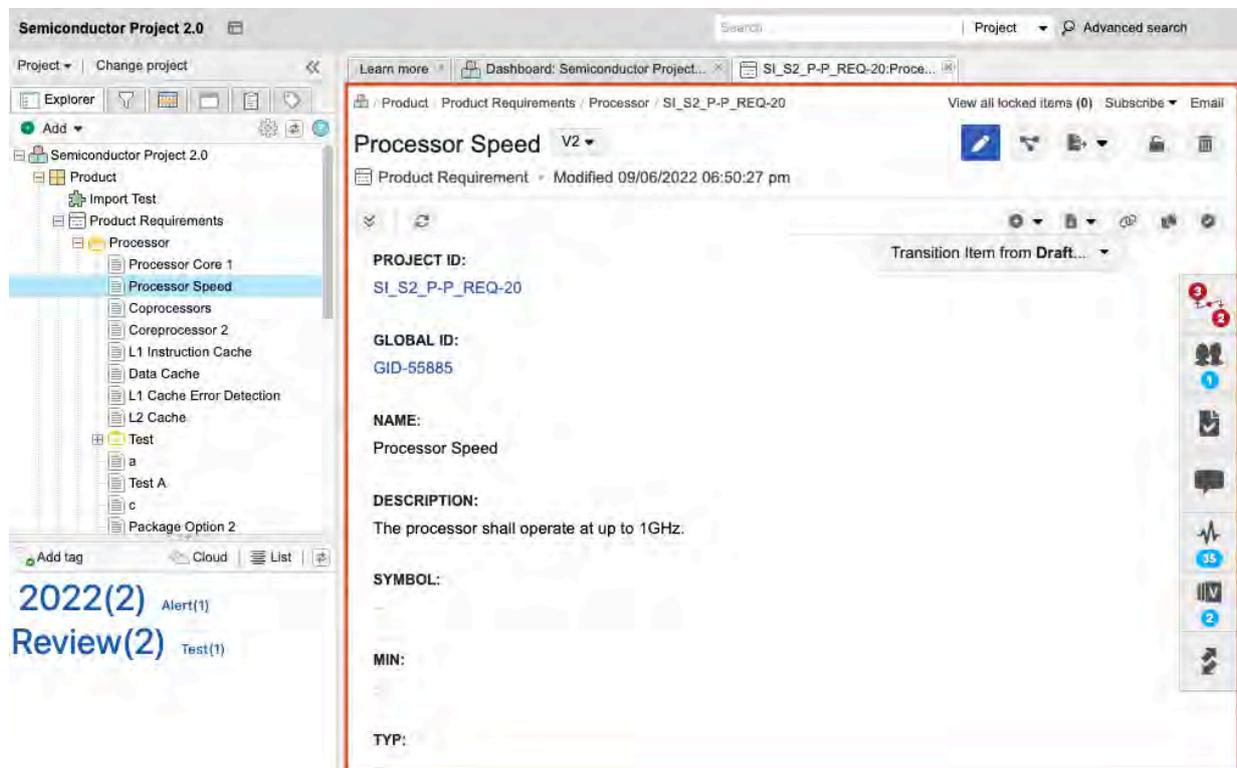 Semiconductor Project 2.0
Search
Project
Advanced search
Project
Change project
Learn more
Dashboard: Semiconductor Project...
SI_S2_P-P_REQ-20:Proce...
Explorer
Add
Semiconductor Project 2.0
Product
Import Test
Product Requirements
Processor
Processor Core 1
Processor Speed
Coprocessors
Coreprocessor 2
L1 Instruction Cache
Data Cache
L1 Cache Error Detection
L2 Cache
Test
a
Test A
c
Package Option 2
Add tag
Cloud
List
2022(2) Alert(1)
Review(2) Test(1)
Product / Product Requirements / Processor / SI_S2_P-P_REQ-20
View all locked items (0) Subscribe Email
Processor Speed V2
Product Requirement • Modified 09/06/2022 06:50:27 pm
Transition Item from Draft...
PROJECT ID:
SI_S2_P-P_REQ-20
GLOBAL ID:
GID-55885
NAME:
Processor Speed
DESCRIPTION:
The processor shall operate at up to 1GHz.
SYMBOL:
MIN:
TYP:
3
2
1
35
V
2